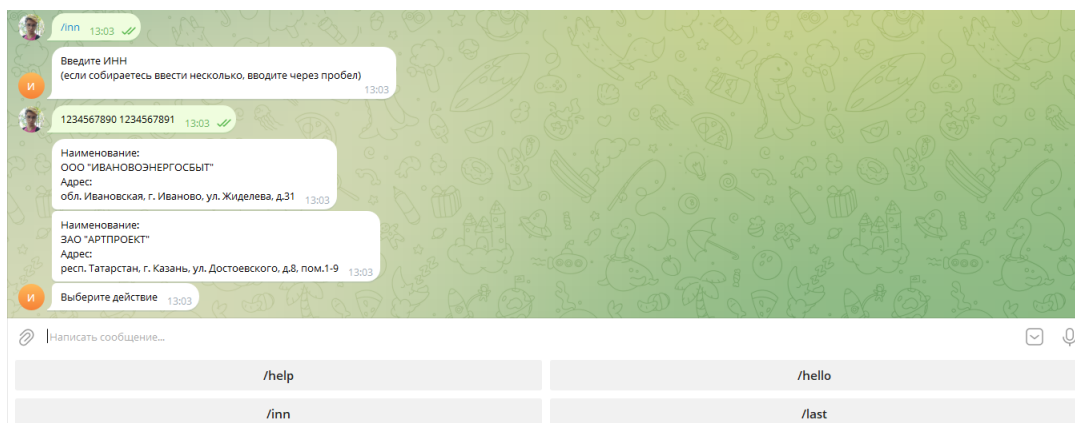 /inn 13:03
Введите ИНН
(если собираетесь ввести несколько, вводите через пробел)
13:03
И
1234567890 1234567891 13:03
Наименование:
ООО "ИВАНОВОЭНЕРГОСБЫТ"
Адрес:
обл. Ивановская, г. Иваново, ул. Жиделева, д.31 13:03
Наименование:
ЗАО "АРТПРОЕКТ"
Адрес:
респ. Татарстан, г. Казань, ул. Достоевского, д.8, пом.1-9 13:03
И
Выберите действие 13:03
Написать сообщение...
/help
/hello
/inn
/last